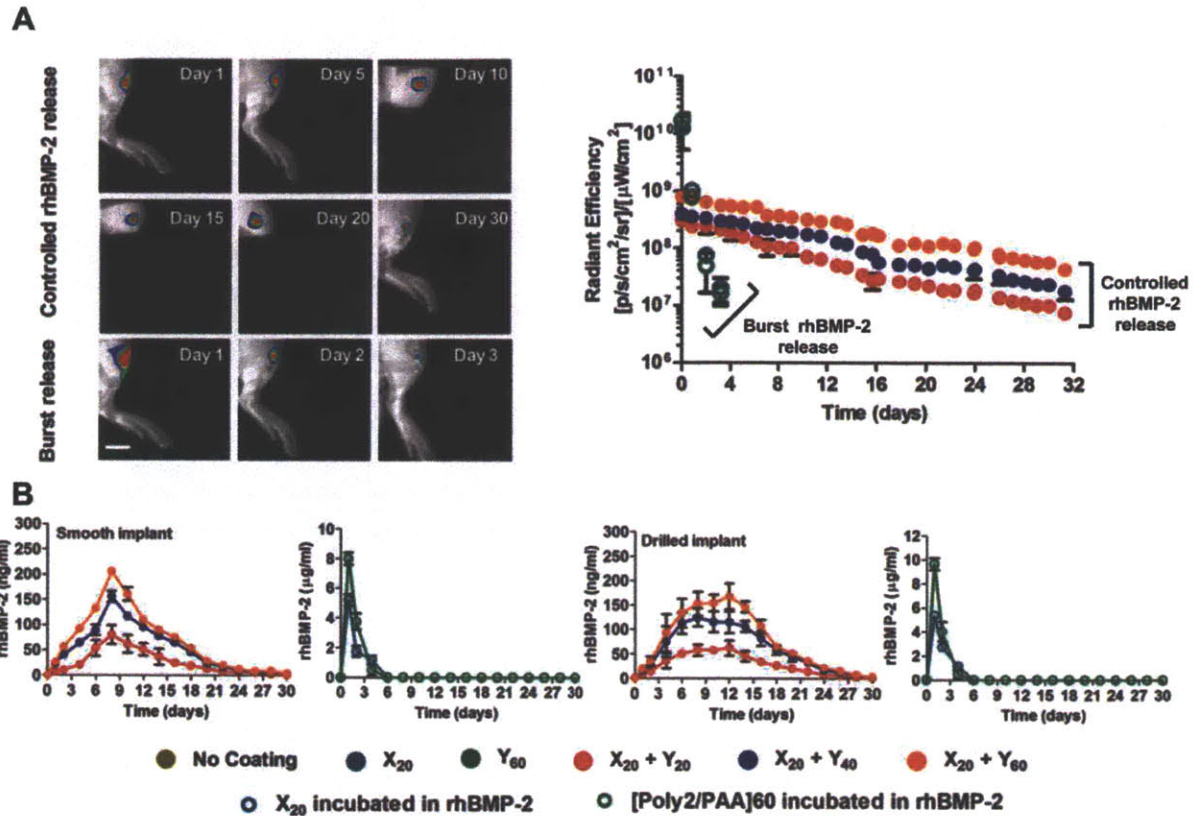 A
Controlled rhBMP-2 release
Burst release
Day 1
Day 5
Day 10
Day 15
Day 20
Day 30
Day 1
Day 2
Day 3
Radiant Efficiency
[p/s/cm²/sr]/[µW/cm²]
10¹¹
10¹⁰
10⁹
10⁸
10⁷
10⁶
0 4 8 12 16 20 24 28 32
Time (days)
Burst rhBMP-2
release
Controlled
rhBMP-2
release
B
Smooth implant
rhBMP-2 (ng/ml)
300
250
200
150
100
50
0
0 3 6 9 12 15 18 21 24 27 30
Time (days)
rhBMP-2 (µg/ml)
10
8
6
4
2
0
0 3 6 9 12 15 18 21 24 27 30
Time (days)
Drilled implant
rhBMP-2 (ng/ml)
300
250
200
150
100
50
0
0 3 6 9 12 15 18 21 24 27 30
Time (days)
rhBMP-2 (µg/ml)
12
10
8
6
4
2
0
0 3 6 9 12 15 18 21 24 27 30
Time (days)
No Coating X₂₀ Y₆₀ X₂₀ + Y₂₀ X₂₀ + Y₄₀ X₂₀ + Y₆₀
X₂₀ incubated in rhBMP-2 [Poly2/PAA]60 incubated in rhBMP-2